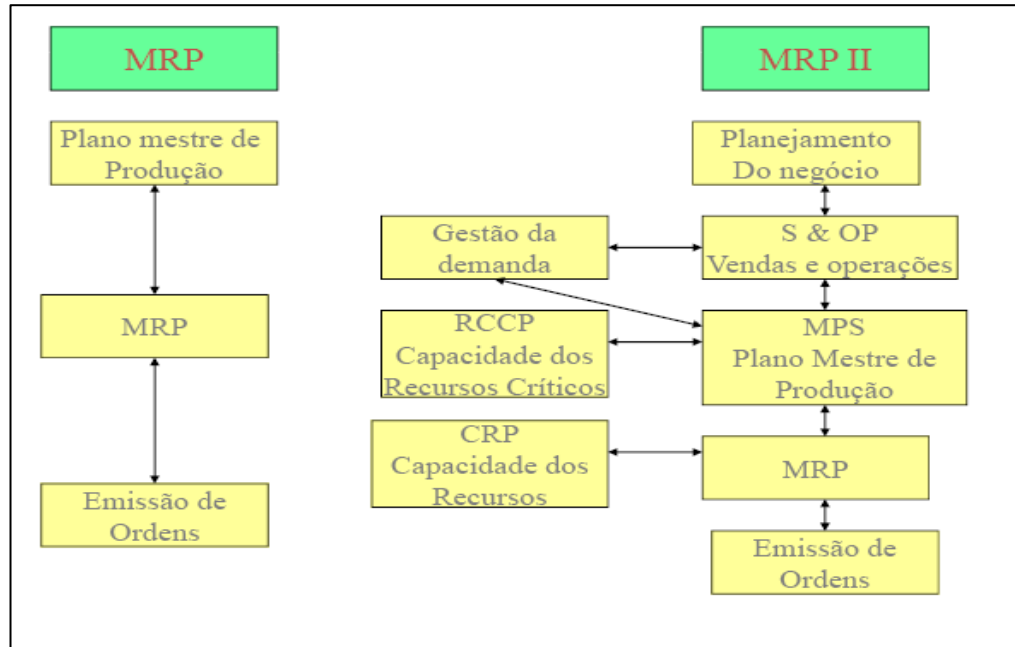 MRP
Plano mestre de
Produção
MRP
Emissão de
Ordens
MRP II
Planejamento
Do negócio
Gestão da
demanda
S & OP
Vendas e operações
RCCP
Capacidade dos
Recursos Críticos
MPS
Plano Mestre de
Produção
CRP
Capacidade dos
Recursos
MRP
Emissão de
Ordens